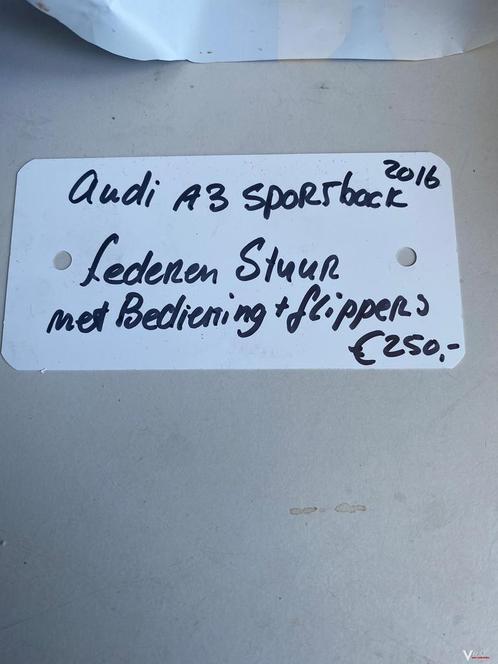 Audi A3 Sportback 2016
Lederen Stuur
met Bediening + flippers
€250,-